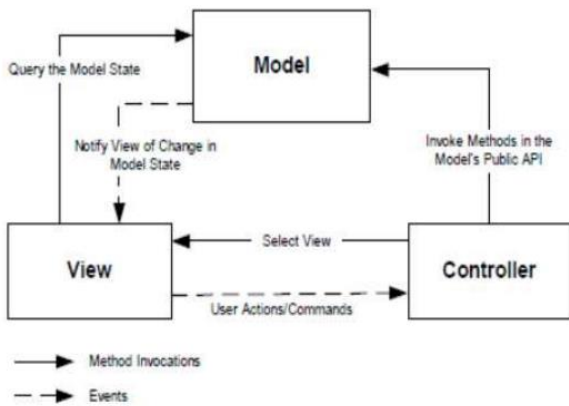 Model
Query the Model State
Notify View of Change in
Model State
Invoke Methods in the
Model's Public API
View
Select View
Controller
User Actions/Commands
Method Invocations
Events